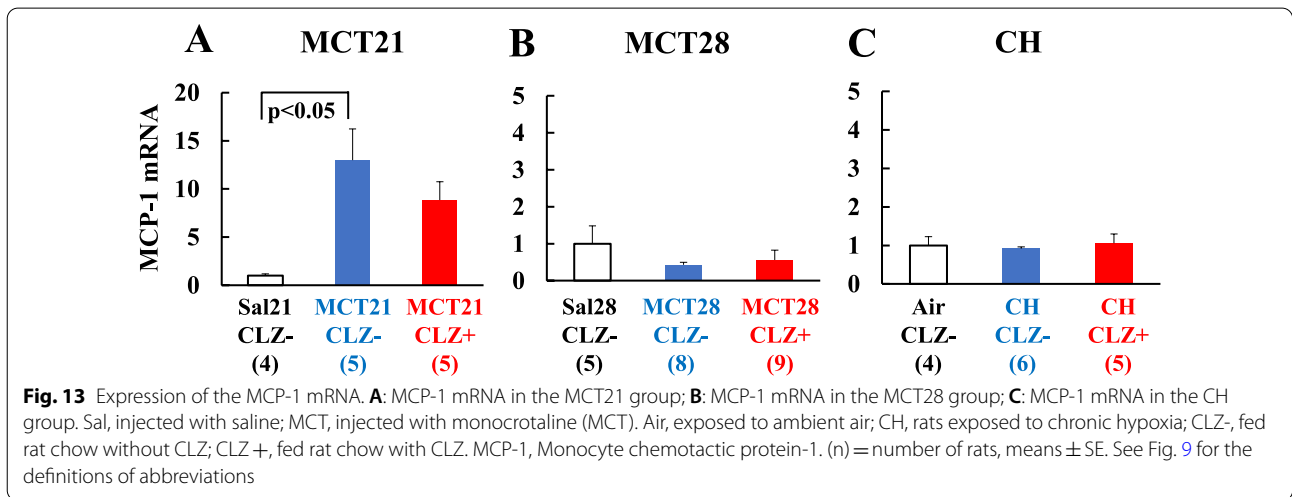 A MCT21
B MCT28
C CH
MCP-1 mRNA
20
15
10
5
0
p<0.05
Sal21 MCT21 MCT21
CLZ- CLZ- CLZ+
(4) (5) (5)
5
4
3
2
1
0
Sal28 MCT28 MCT28
CLZ- CLZ- CLZ+
(5) (8) (9)
5
4
3
2
1
0
Air CH CH
CLZ- CLZ- CLZ+
(4) (6) (5)
Fig. 13 Expression of the MCP-1 mRNA. A: MCP-1 mRNA in the MCT21 group; B: MCP-1 mRNA in the MCT28 group; C: MCP-1 mRNA in the CH
group. Sal, injected with saline; MCT, injected with monocrotaline (MCT). Air, exposed to ambient air; CH, rats exposed to chronic hypoxia; CLZ-, fed
rat chow without CLZ; CLZ +, fed rat chow with CLZ. MCP-1, Monocyte chemotactic protein-1. (n) = number of rats, means ± SE. See Fig. 9 for the
definitions of abbreviations